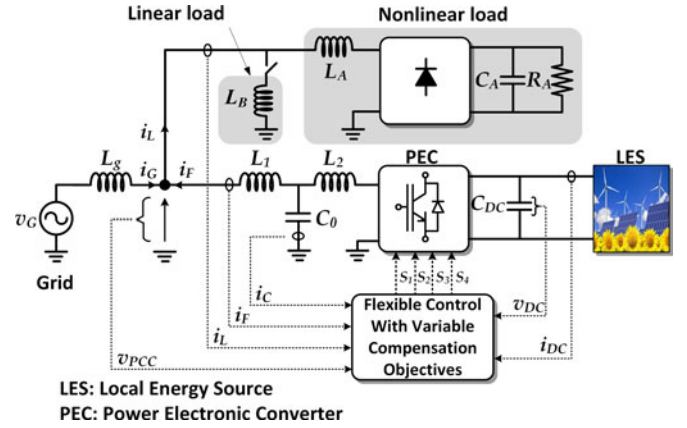 Linear load
Nonlinear load
L_A
L_B
C_A
R_A
i_L
L_g
i_G
i_F
L_1
L_2
PEC
LES
v_G
C_0
C_DC
Grid
S_1
S_2
S_3
S_4
i_C
i_F
i_L
v_PCC
Flexible Control
With Variable
Compensation
Objectives
v_DC
i_DC
LES: Local Energy Source
PEC: Power Electronic Converter